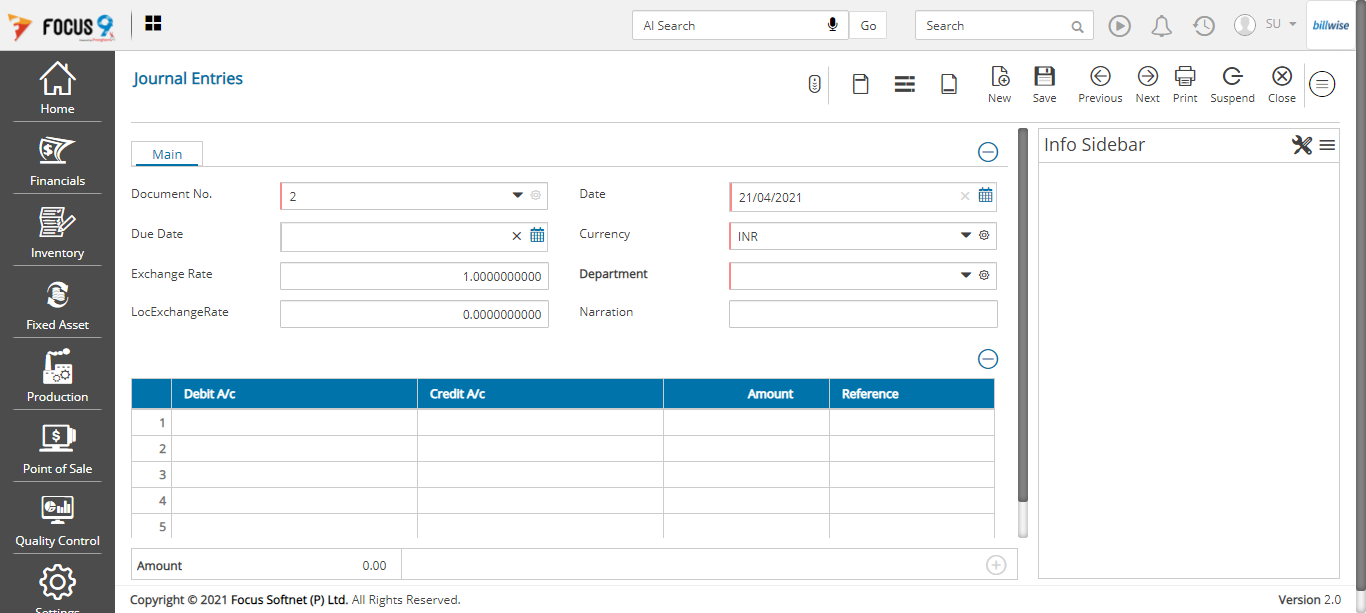 FOCUS 9
AI Search
Go
Search
SU
billwise
Home
Financials
Inventory
Fixed Asset
Production
Point of Sale
Quality Control
Settings
Journal Entries
New
Save
Previous
Next
Print
Suspend
Close
Main
Document No. 2
Date 21/04/2021
Due Date
Currency INR
Exchange Rate 1.0000000000
Department
LocExchangeRate 0.0000000000
Narration
Debit A/c Credit A/c Amount Reference
1
2
3
4
5
Amount 0.00
Info Sidebar
Copyright © 2021 Focus Softnet (P) Ltd. All Rights Reserved.
Version 2.0